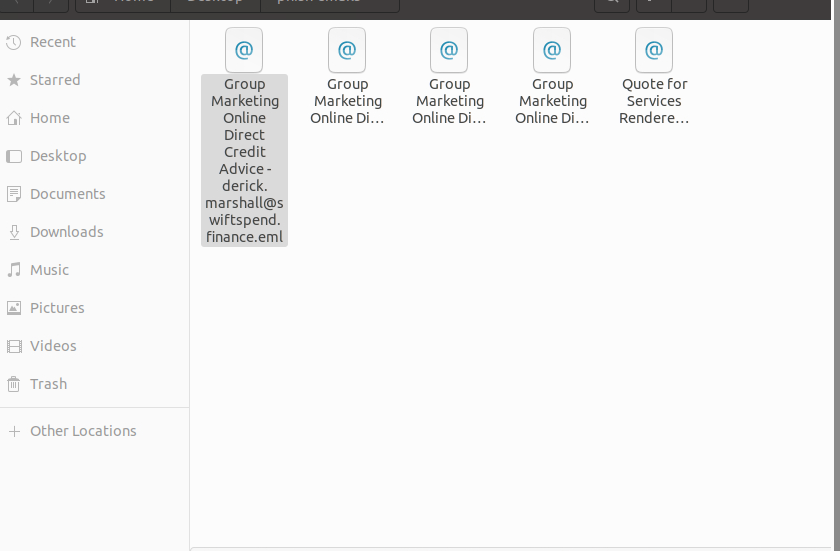 Home Desktop phish-emails
Recent
Starred
Home
Desktop
Documents
Downloads
Music
Pictures
Videos
Trash
Other Locations
Group
Marketing
Online
Direct
Credit
Advice -
derick.
marshall@s
wiftspend.
finance.eml
Group
Marketing
Online Di…
Group
Marketing
Online Di…
Group
Marketing
Online Di…
Quote for
Services
Rendere…